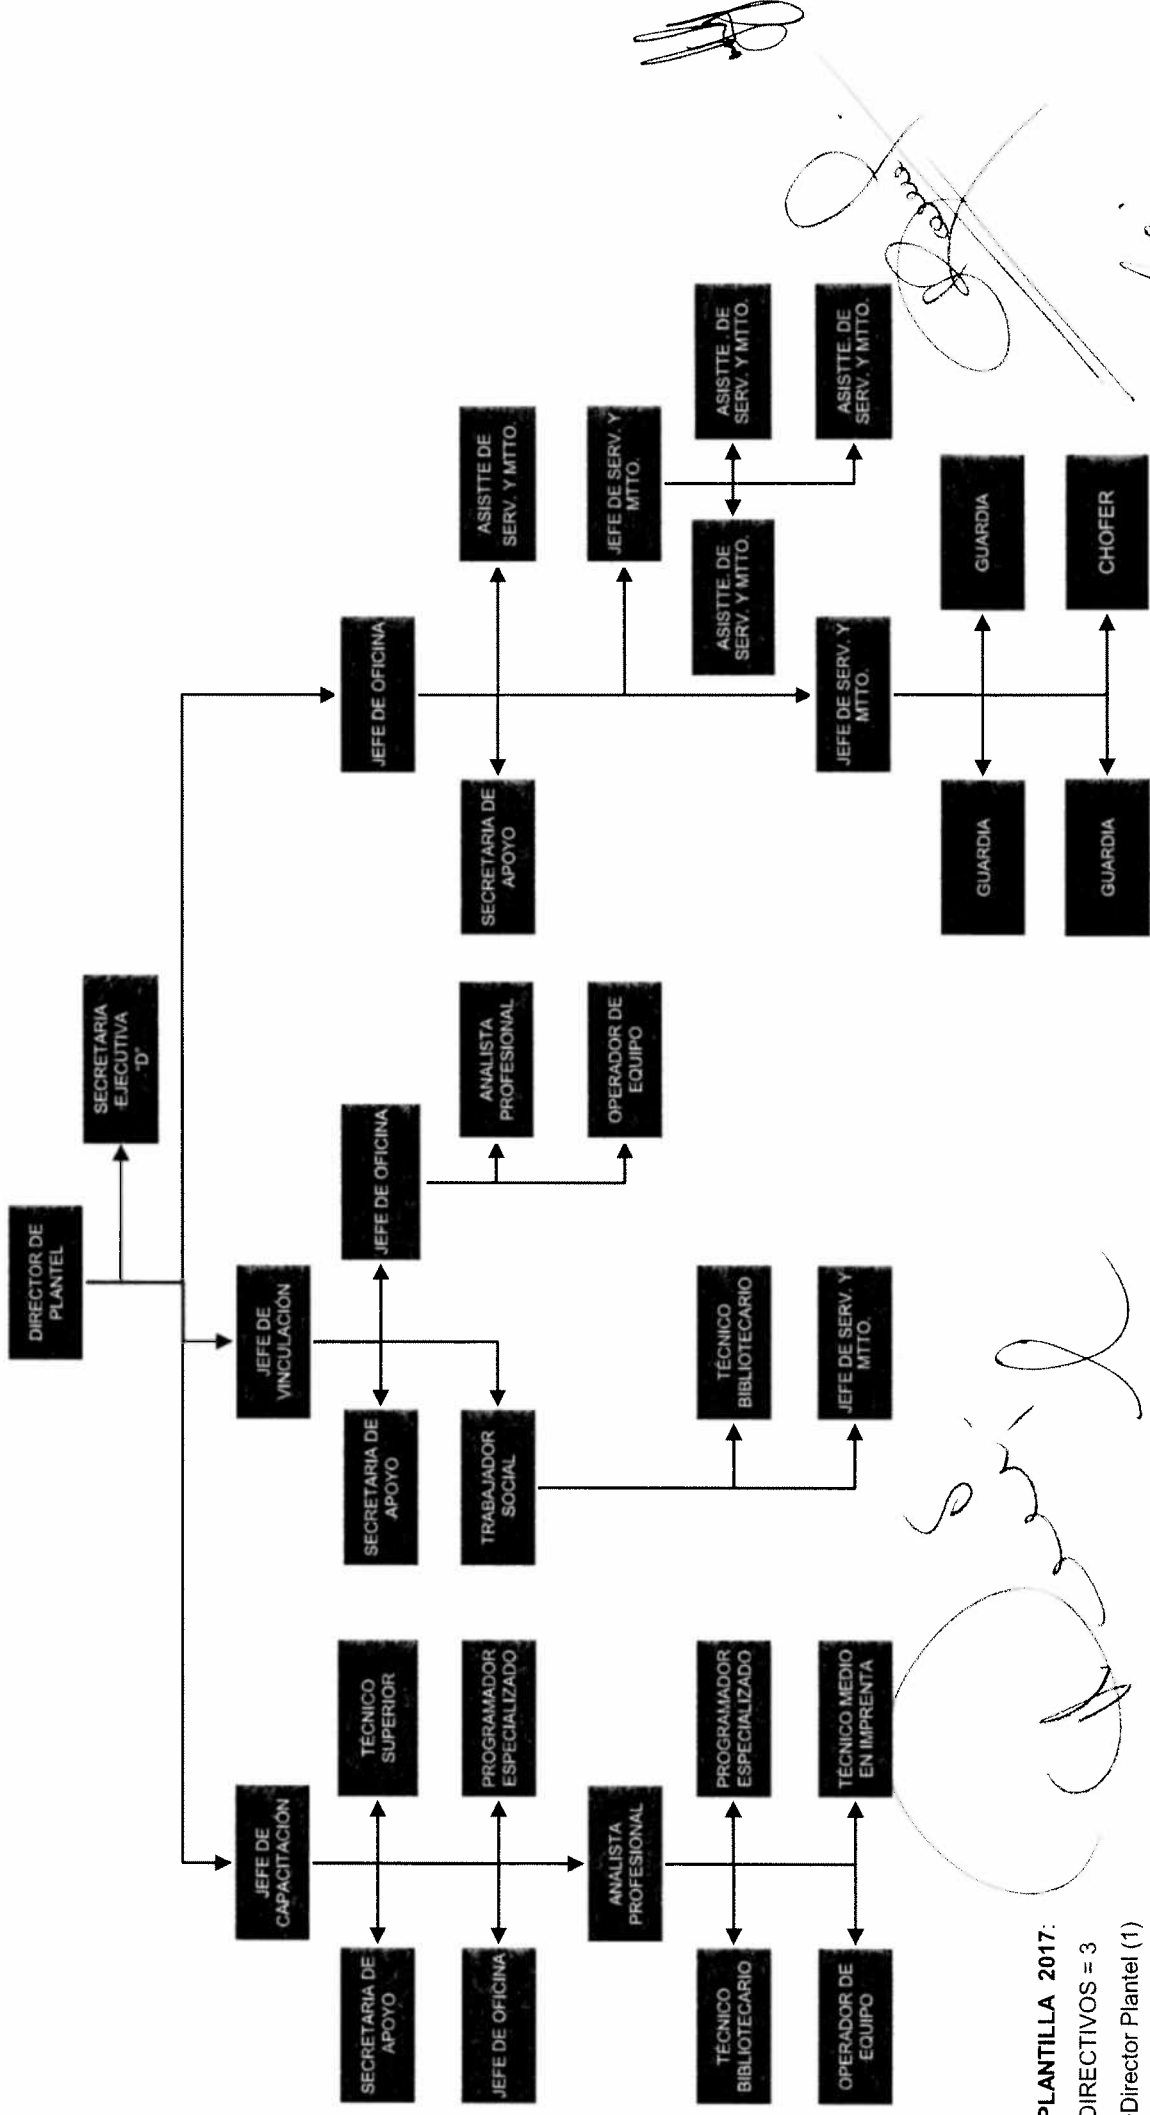 DIRECTOR DE
PLANTEL
SECRETARIA
EJECUTIVA
"D"
JEFE DE
CAPACITACIÓN
JEFE DE
VINCULACIÓN
SECRETARIA DE
APOYO
TÉCNICO
SUPERIOR
SECRETARIA DE
APOYO
JEFE DE OFICINA
JEFE DE OFICINA
JEFE DE OFICINA
PROGRAMADOR
ESPECIALIZADO
TRABAJADOR
SOCIAL
ANALISTA
PROFESIONAL
SECRETARIA DE
APOYO
ASISTTE DE
SERV. Y MTTO.
ANALISTA
PROFESIONAL
OPERADOR DE
EQUIPO
JEFE DE SERV. Y
MTTO.
TÉCNICO
BIBLIOTECARIO
PROGRAMADOR
ESPECIALIZADO
TÉCNICO
BIBLIOTECARIO
ASISTTE. DE
SERV. Y MTTO.
ASISTTE . DE
SERV. Y MTTO.
OPERADOR DE
EQUIPO
TÉCNICO MEDIO
EN IMPRENTA
JEFE DE SERV. Y
MTTO.
JEFE DE SERV. Y
MTTO.
ASISTTE. DE
SERV. Y MTTO.
GUARDIA
GUARDIA
GUARDIA
CHOFER
PLANTILLA 2017:
DIRECTIVOS = 3
Director Plantel (1)